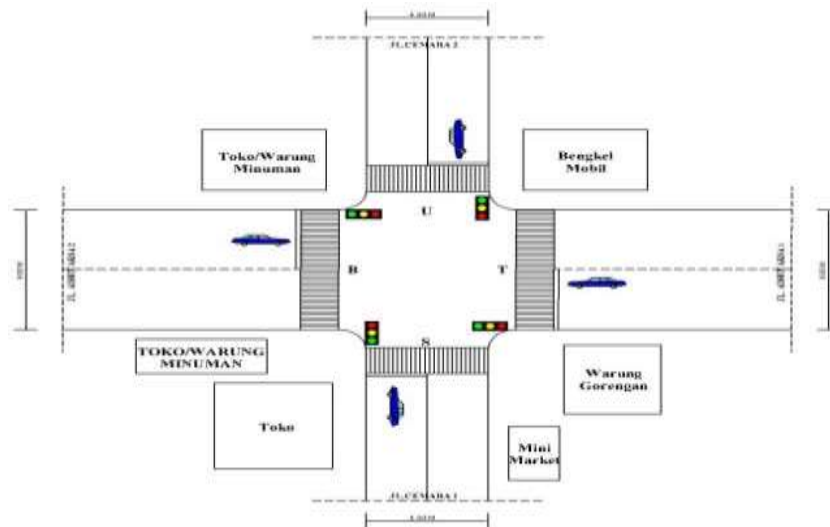 JL.CEMARA 2
Toko/Warung
Minuman
Bengkel
Mobil
U
B
T
S
TOKO/WARUNG
MINUMAN
Toko
Warung
Gorengan
Mini
Market
JL.CEMARA 1